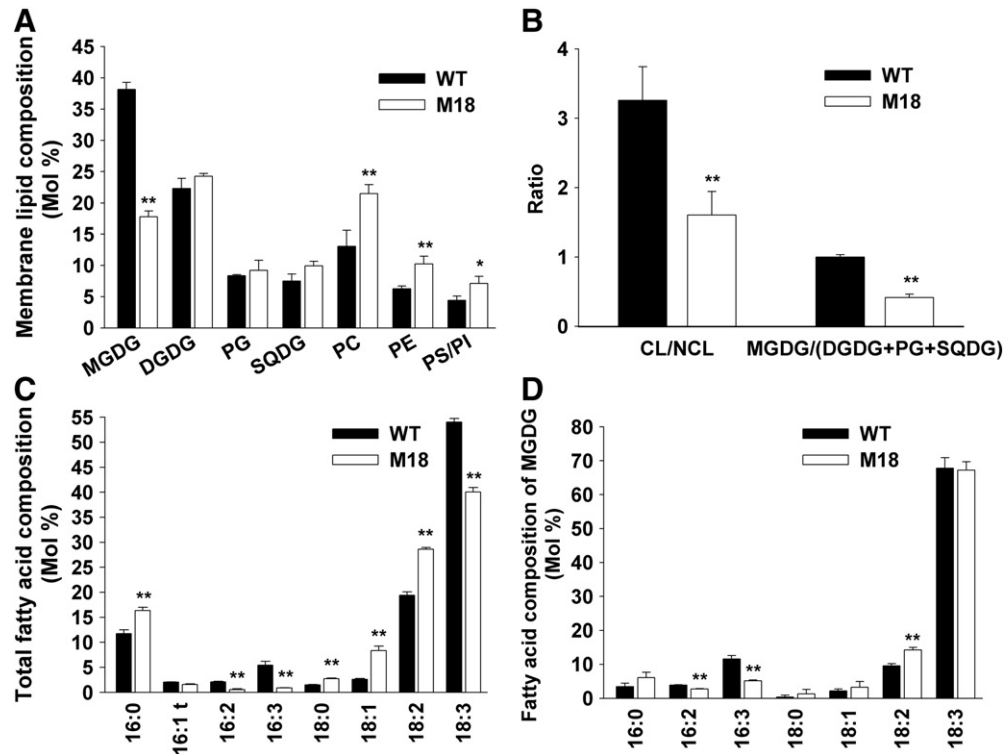 A
Membrane lipid composition
(Mol %)
45
40
35
30
25
20
15
10
5
0
WT
M18
**
**
**
*
MGDG
DGDG
PG
SQDG
PC
PE
PS/PI
B
Ratio
4
3
2
1
0
WT
M18
**
**
CL/NCL
MGDG/(DGDG+PG+SQDG)
C
Total fatty acid composition
(Mol %)
55
50
45
40
35
30
25
20
15
10
5
0
WT
M18
**
**
**
**
**
**
**
16:0
16:1 t
16:2
16:3
18:0
18:1
18:2
18:3
D
Fatty acid composition of MGDG
(Mol %)
80
70
60
50
40
30
20
10
0
WT
M18
**
**
**
16:0
16:2
16:3
18:0
18:1
18:2
18:3